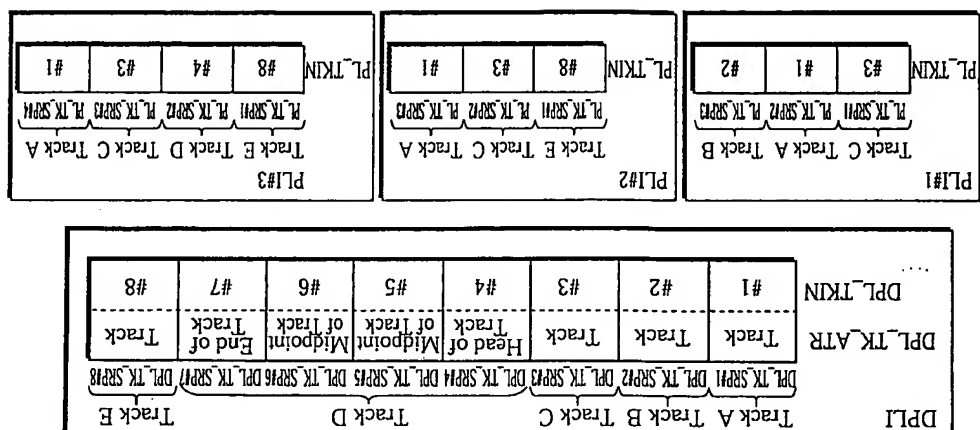 DPLI
Track A Track B Track C Track D Track E
DPL_TK_SRP#1 DPL_TK_SRP#2 DPL_TK_SRP#3 DPL_TK_SRP#4 DPL_TK_SRP#5 DPL_TK_SRP#6 DPL_TK_SRP#7 DPL_TK_SRP#8
DPL_TK_ATR Track Track Track Head of Track Midpoint of Track Midpoint of Track End of Track Track
DPL_TKIN #1 #2 #3 #4 #5 #6 #7 #8
PLI#1
Track C Track A Track B
PL_TK_SRP#1 PL_TK_SRP#2 PL_TK_SRP#3
PL_TKIN #3 #1 #2
PLI#2
Track E Track C Track A
PL_TK_SRP#1 PL_TK_SRP#2 PL_TK_SRP#3
PL_TKIN #8 #3 #1
PLI#3
Track E Track D Track C Track A
PL_TK_SRP#1 PL_TK_SRP#2 PL_TK_SRP#3 PL_TK_SRP#4
PL_TKIN #8 #4 #3 #1